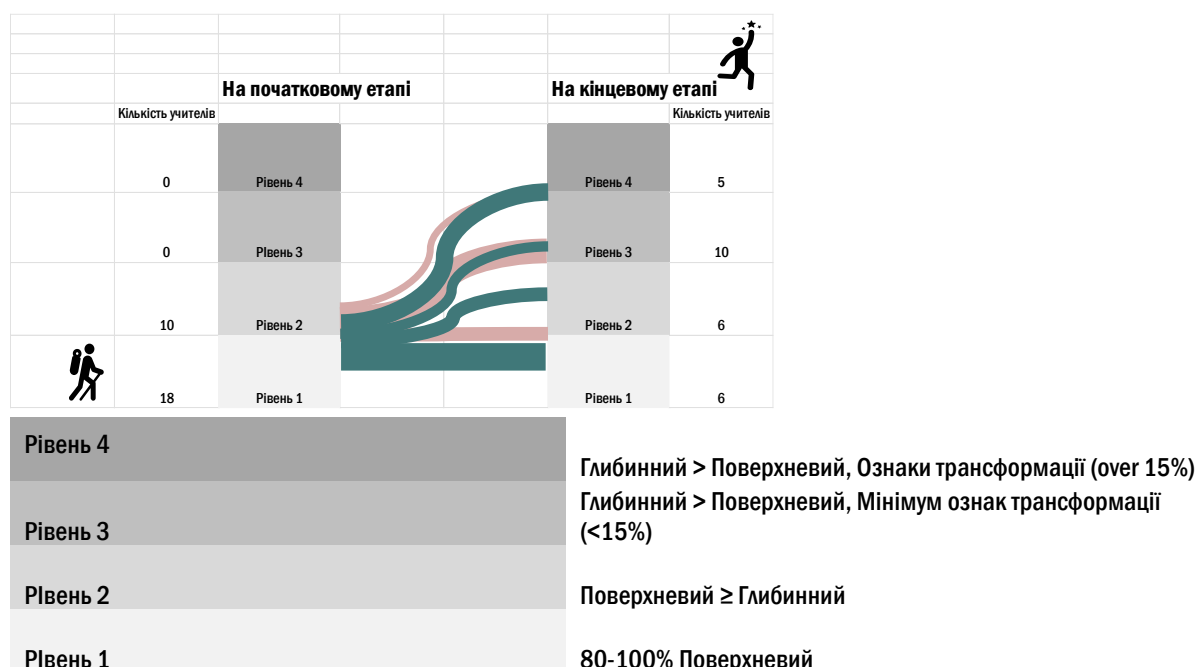 На початковому етапі На кінцевому етапі
Кількість учителів Кількість учителів
0 Рівень 4 Рівень 4 5
0 РІвень 3 Рівень 3 10
10 Рівень 2 Рівень 2 6
18 Рівень 1 Рівень 1 6
Рівень 4
Глибинний > Поверхневий, Ознаки трансформації (over 15%)
Глибинний > Поверхневий, Мінімум ознак трансформації
Рівень 3 (<15%)
РІвень 2 Поверхневий ≥ Глибинний
РІвень 1 80-100% Поверхневий